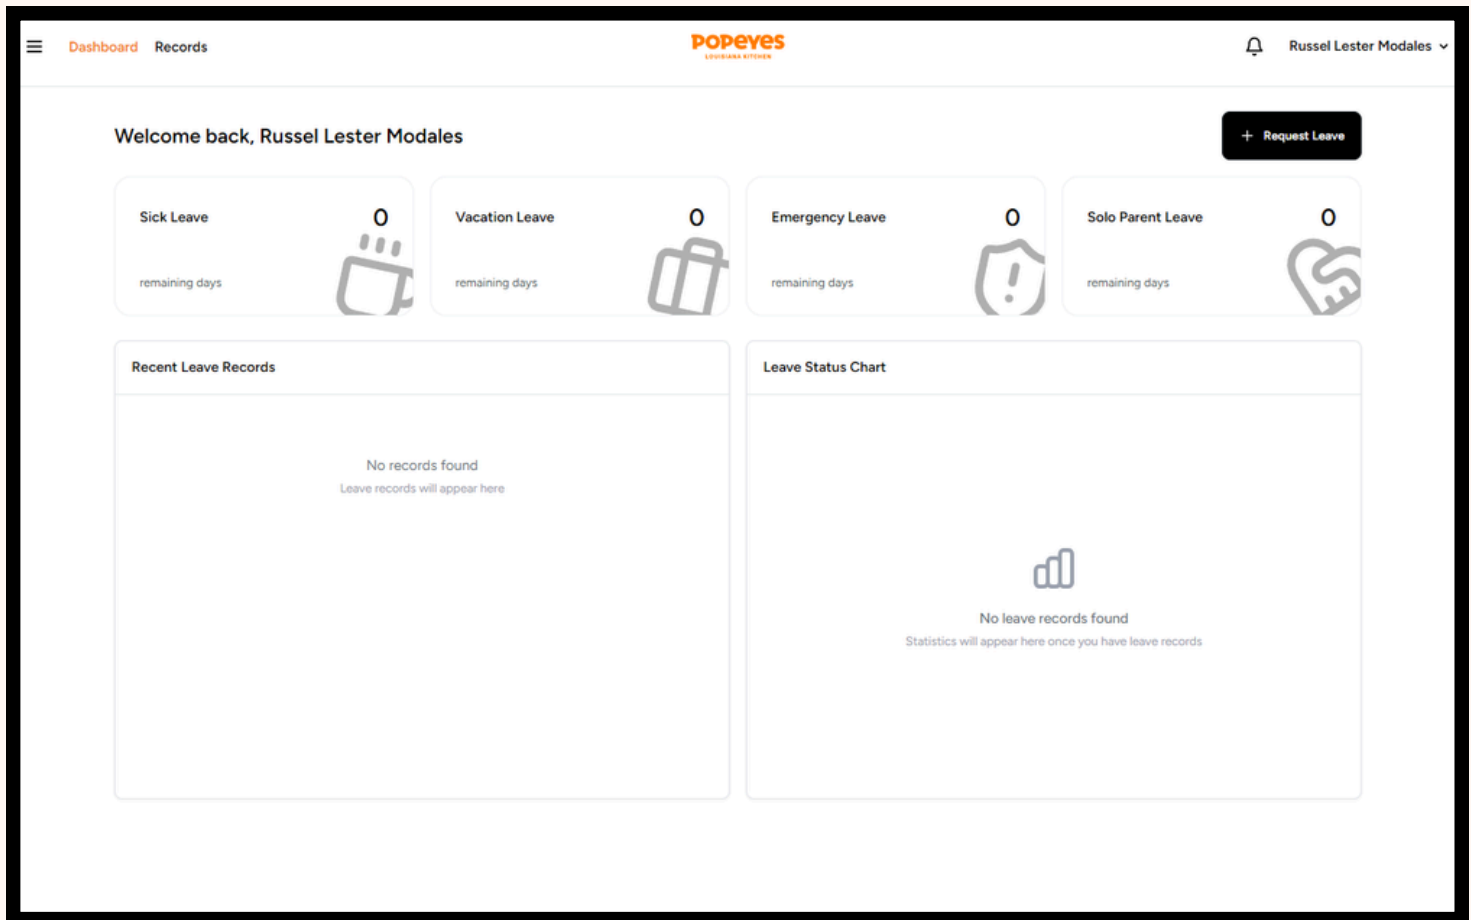 Dashboard Records
POPEYES
LOUISIANA KITCHEN
Russel Lester Modales
Welcome back, Russel Lester Modales
+ Request Leave
Sick Leave 0
remaining days
Vacation Leave 0
remaining days
Emergency Leave 0
remaining days
Solo Parent Leave 0
remaining days
Recent Leave Records
No records found
Leave records will appear here
Leave Status Chart
No leave records found
Statistics will appear here once you have leave records